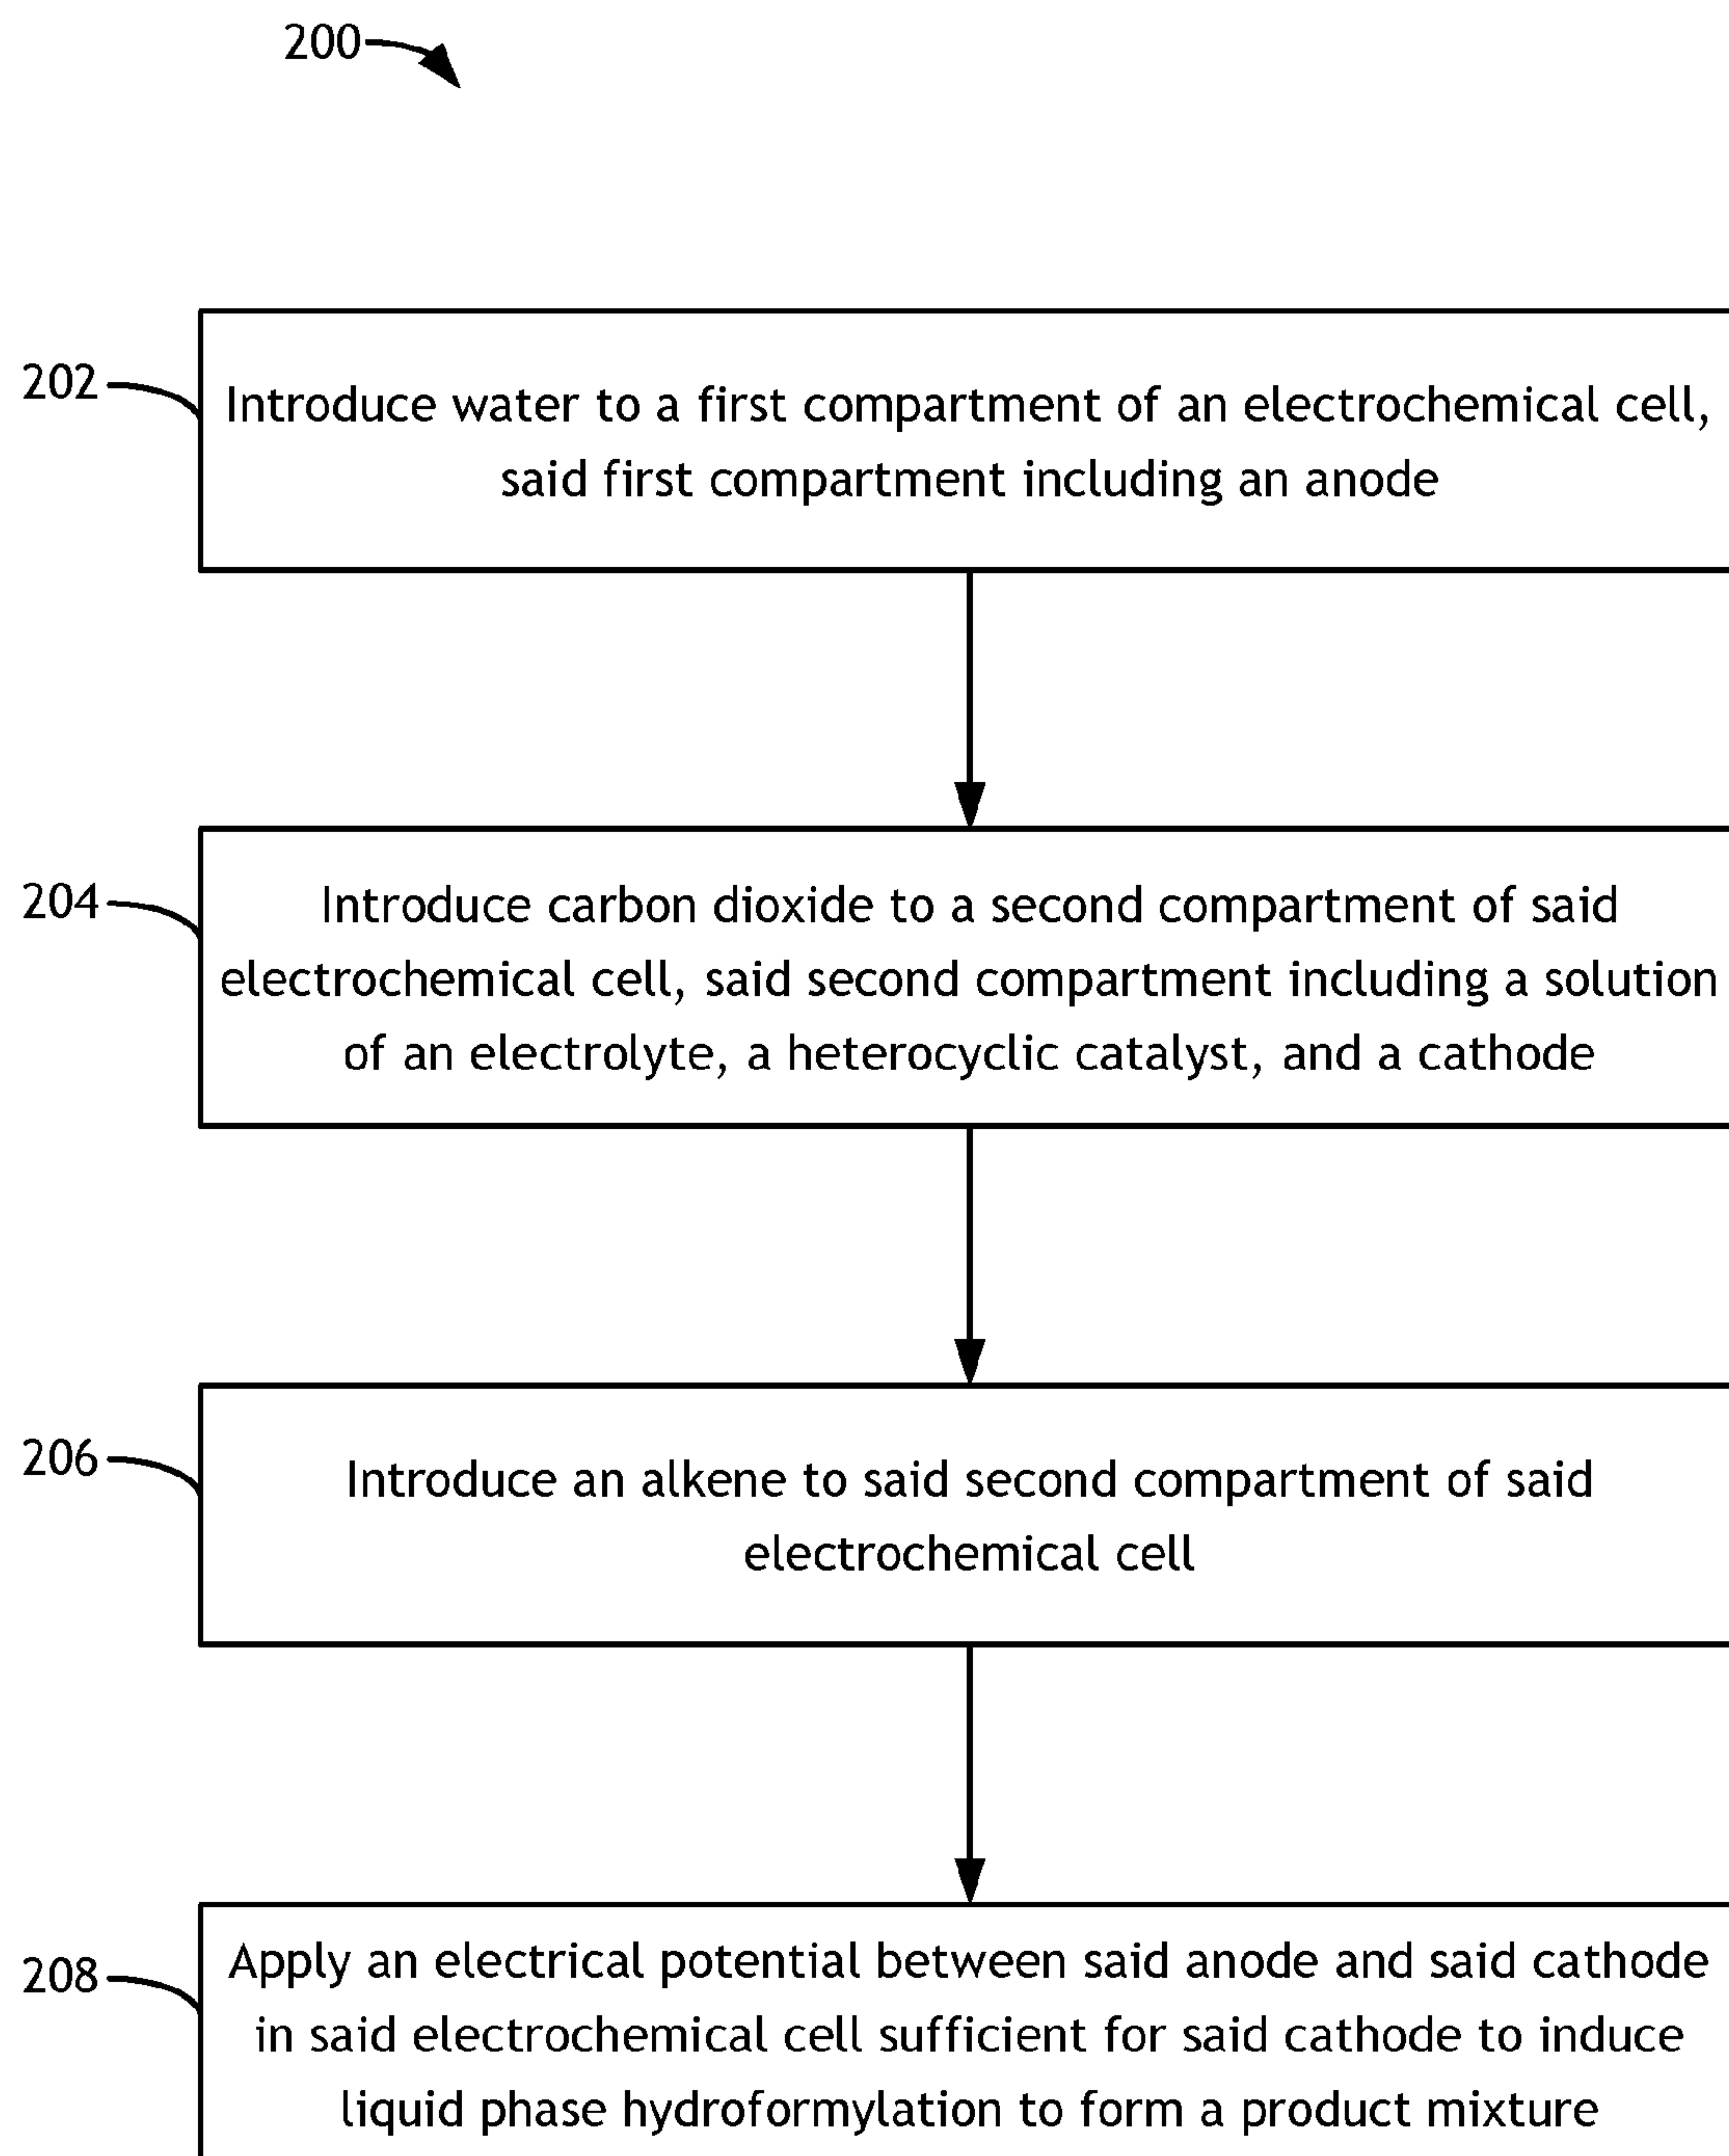 200
202
Introduce water to a first compartment of an electrochemical cell,
said first compartment including an anode
204
Introduce carbon dioxide to a second compartment of said
electrochemical cell, said second compartment including a solution
of an electrolyte, a heterocyclic catalyst, and a cathode
206
Introduce an alkene to said second compartment of said
electrochemical cell
208
Apply an electrical potential between said anode and said cathode
in said electrochemical cell sufficient for said cathode to induce
liquid phase hydroformylation to form a product mixture